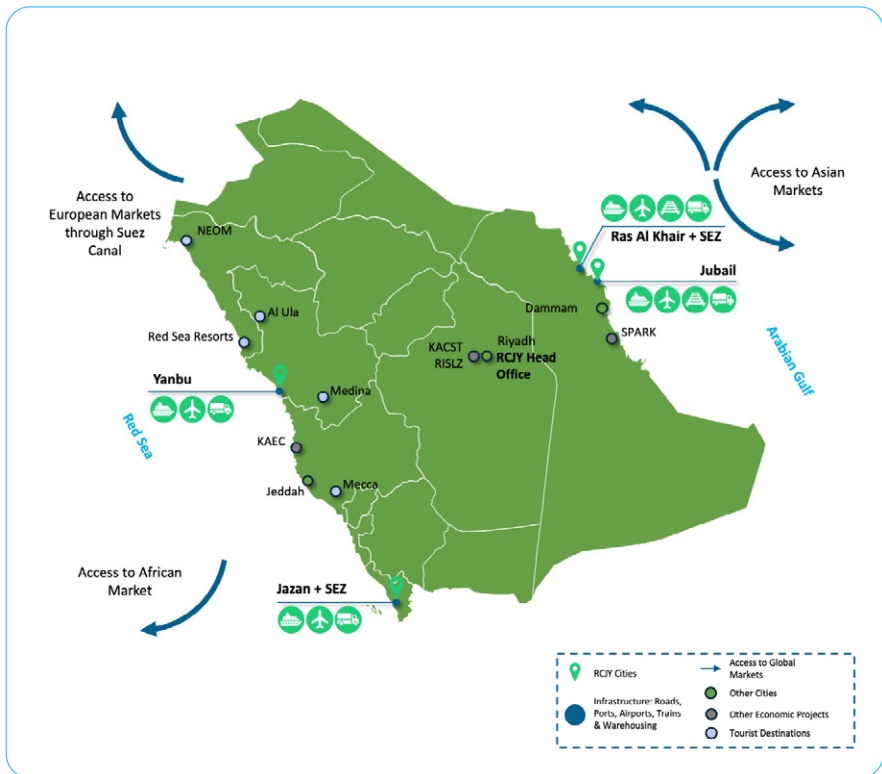 Access to
European Markets
through Suez
Canal
NEOM
Access to Asian
Markets
Ras Al Khair + SEZ
Jubail
Al Ula
Dammam
Red Sea Resorts
SPARK
KACST
RISLZ
Riyadh
RCJY Head
Office
Arabian Gulf
Yanbu
Medina
Red Sea
KAEC
Jeddah
Mecca
Access to African
Market
Jazan + SEZ
RCJY Cities
Infrastructure: Roads,
Ports, Airports, Trains
& Warehousing
Access to Global
Markets
Other Cities
Other Economic Projects
Tourist Destinations